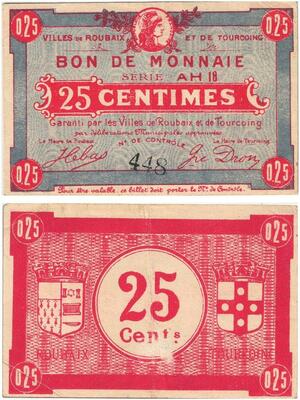 0.25 0.25
VILLES DE ROUBAIX ET DE TOURCOING
BON DE MONNAIE
SÉRIE AH 18
25 CENTIMES
Garanti par les Villes de Roubaix et de Tourcoing
par délibérations Municipales approuvées
Le Maire de Roubaix Nº DE CONTRÔLE Le Maire de Tourcoing
448
Pour être valable, ce billet doit porter le Nº de Contrôle.
0.25 0.25
0.25 0.25
25
Cent.s
ROUBAIX TOURCOING
0.25 0.25